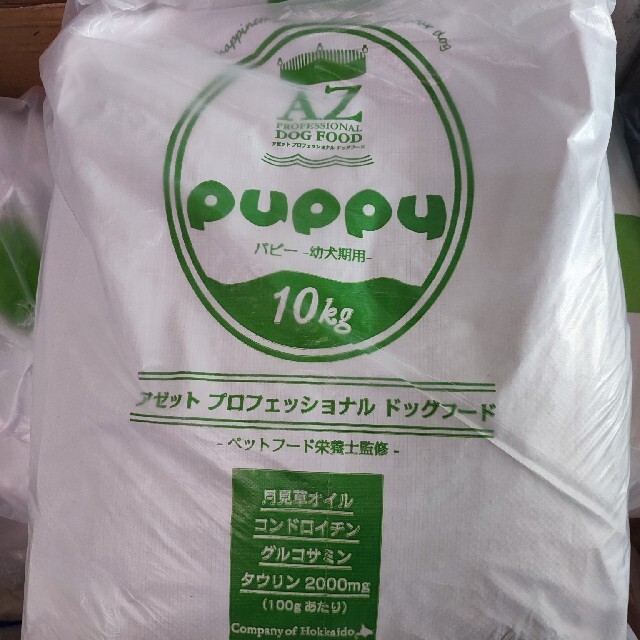 dog
AZ
PROFESSIONAL
DOG FOOD
アゼット プロフェッショナル ドッグフード
puppy
パピー -幼犬期用-
10kg
アゼット プロフェッショナル ドッグフード
- ペットフード栄養士監修 -
月見草オイル
コンドロイチン
グルコサミン
タウリン 2000mg
(100gあたり)
Company of Hokkaido